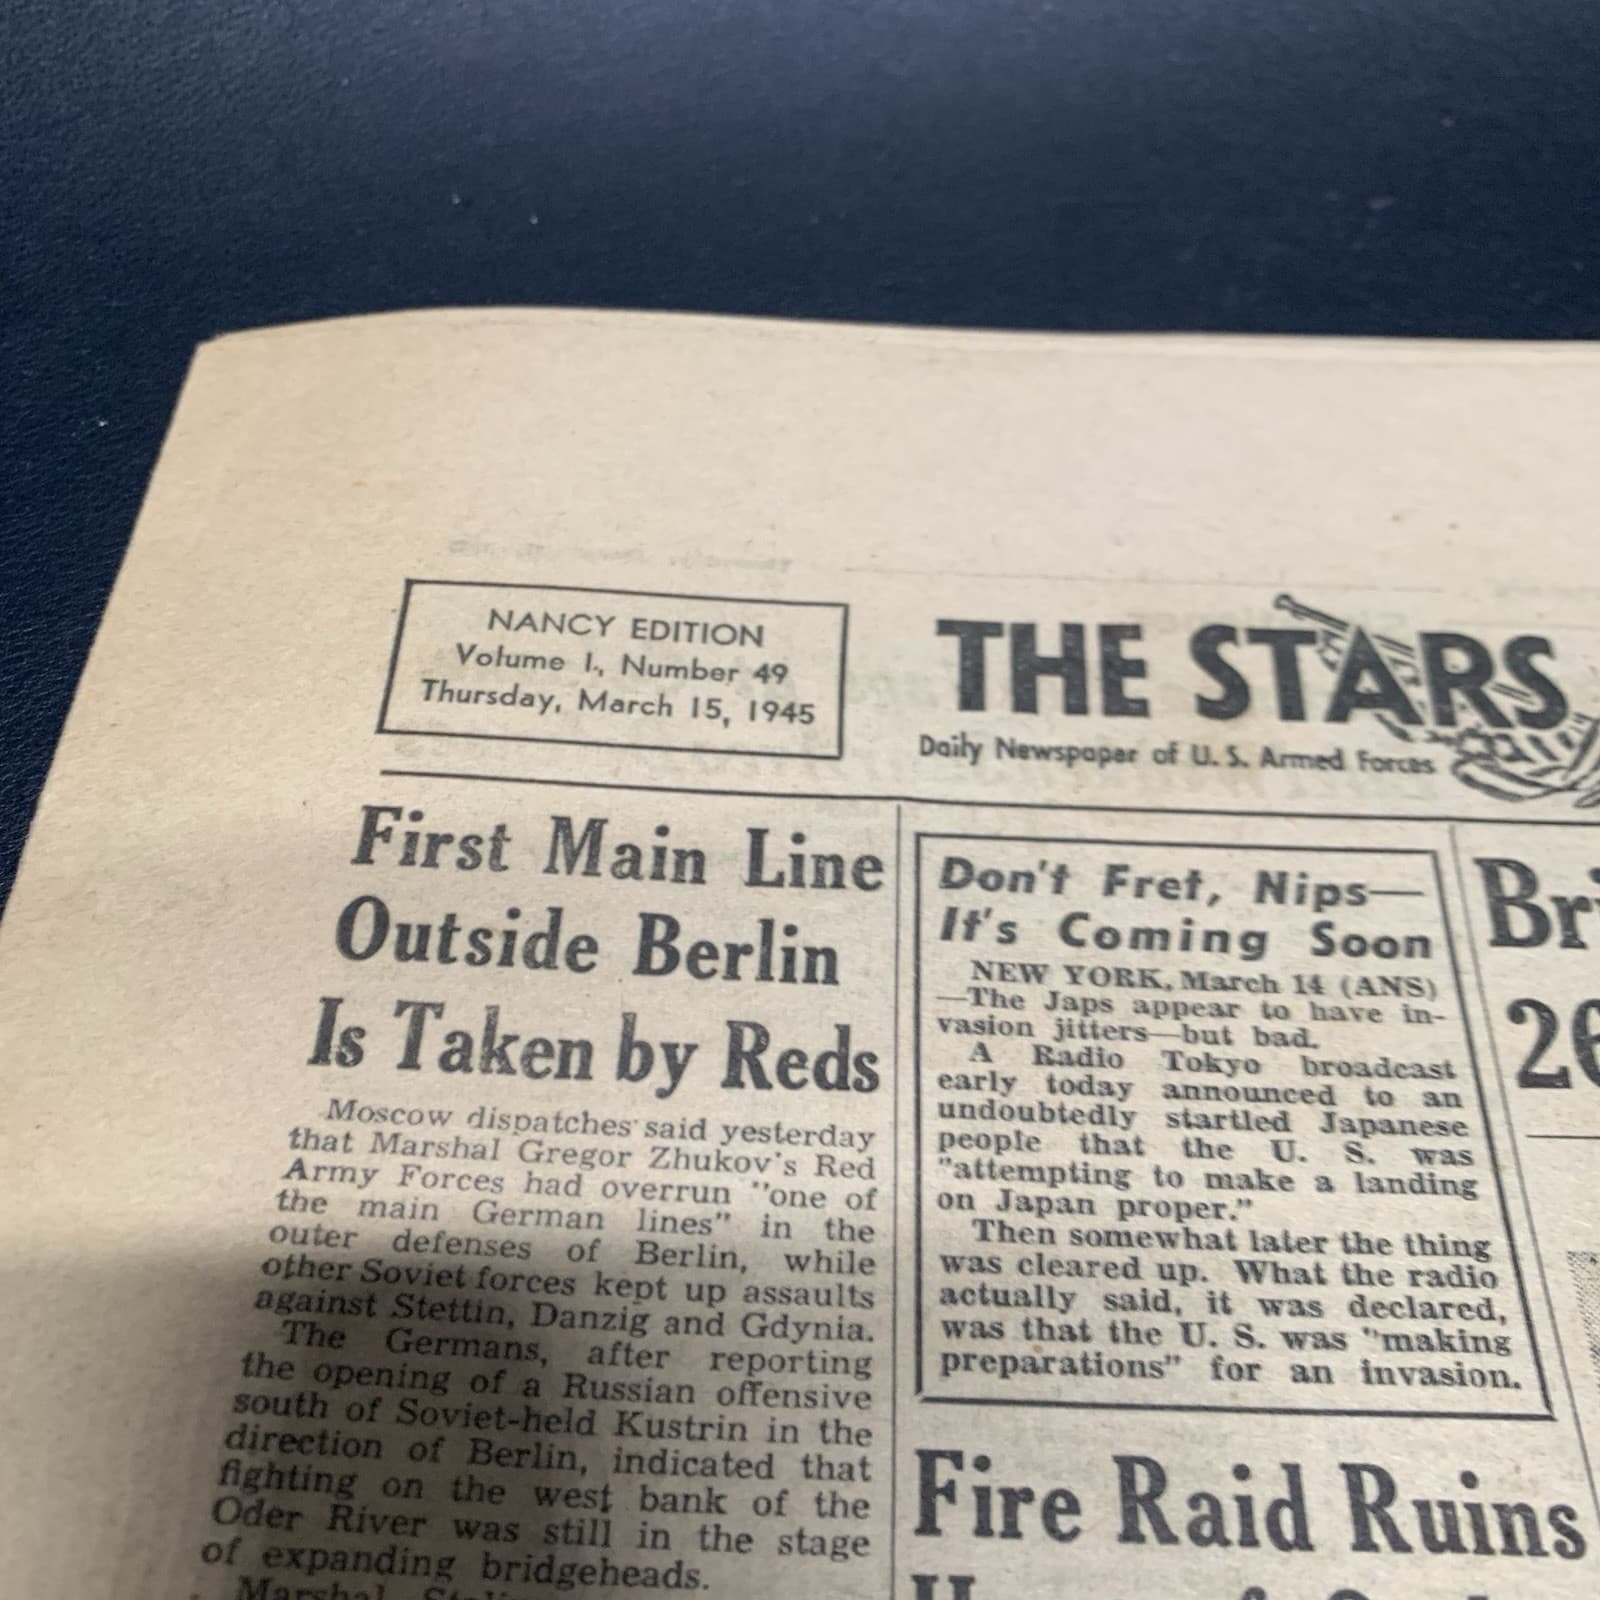 NANCY EDITION
Volume I., Number 49
Thursday, March 15, 1945
THE STARS
Daily Newspaper of U. S. Armed Forces
First Main Line
Outside Berlin
Is Taken by Reds
Moscow dispatches said yesterday
that Marshal Gregor Zhukov's Red
Army Forces had overrun "one of
the main German lines" in the
outer defenses of Berlin, while
other Soviet forces kept up assaults
against Stettin, Danzig and Gdynia.
The Germans, after reporting
the opening of a Russian offensive
south of Soviet-held Kustrin in the
direction of Berlin, indicated that
fighting on the west bank of the
Oder River was still in the stage
of expanding bridgeheads.
Marshal
Don't Fret, Nips—
It's Coming Soon
NEW YORK, March 14 (ANS)
—The Japs appear to have in-
vasion jitters—but bad.
A Radio Tokyo broadcast
early today announced to an
undoubtedly startled Japanese
people that the U. S. was
"attempting to make a landing
on Japan proper."
Then somewhat later the thing
was cleared up. What the radio
actually said, it was declared,
was that the U. S. was "making
preparations" for an invasion.
Fire Raid Ruins